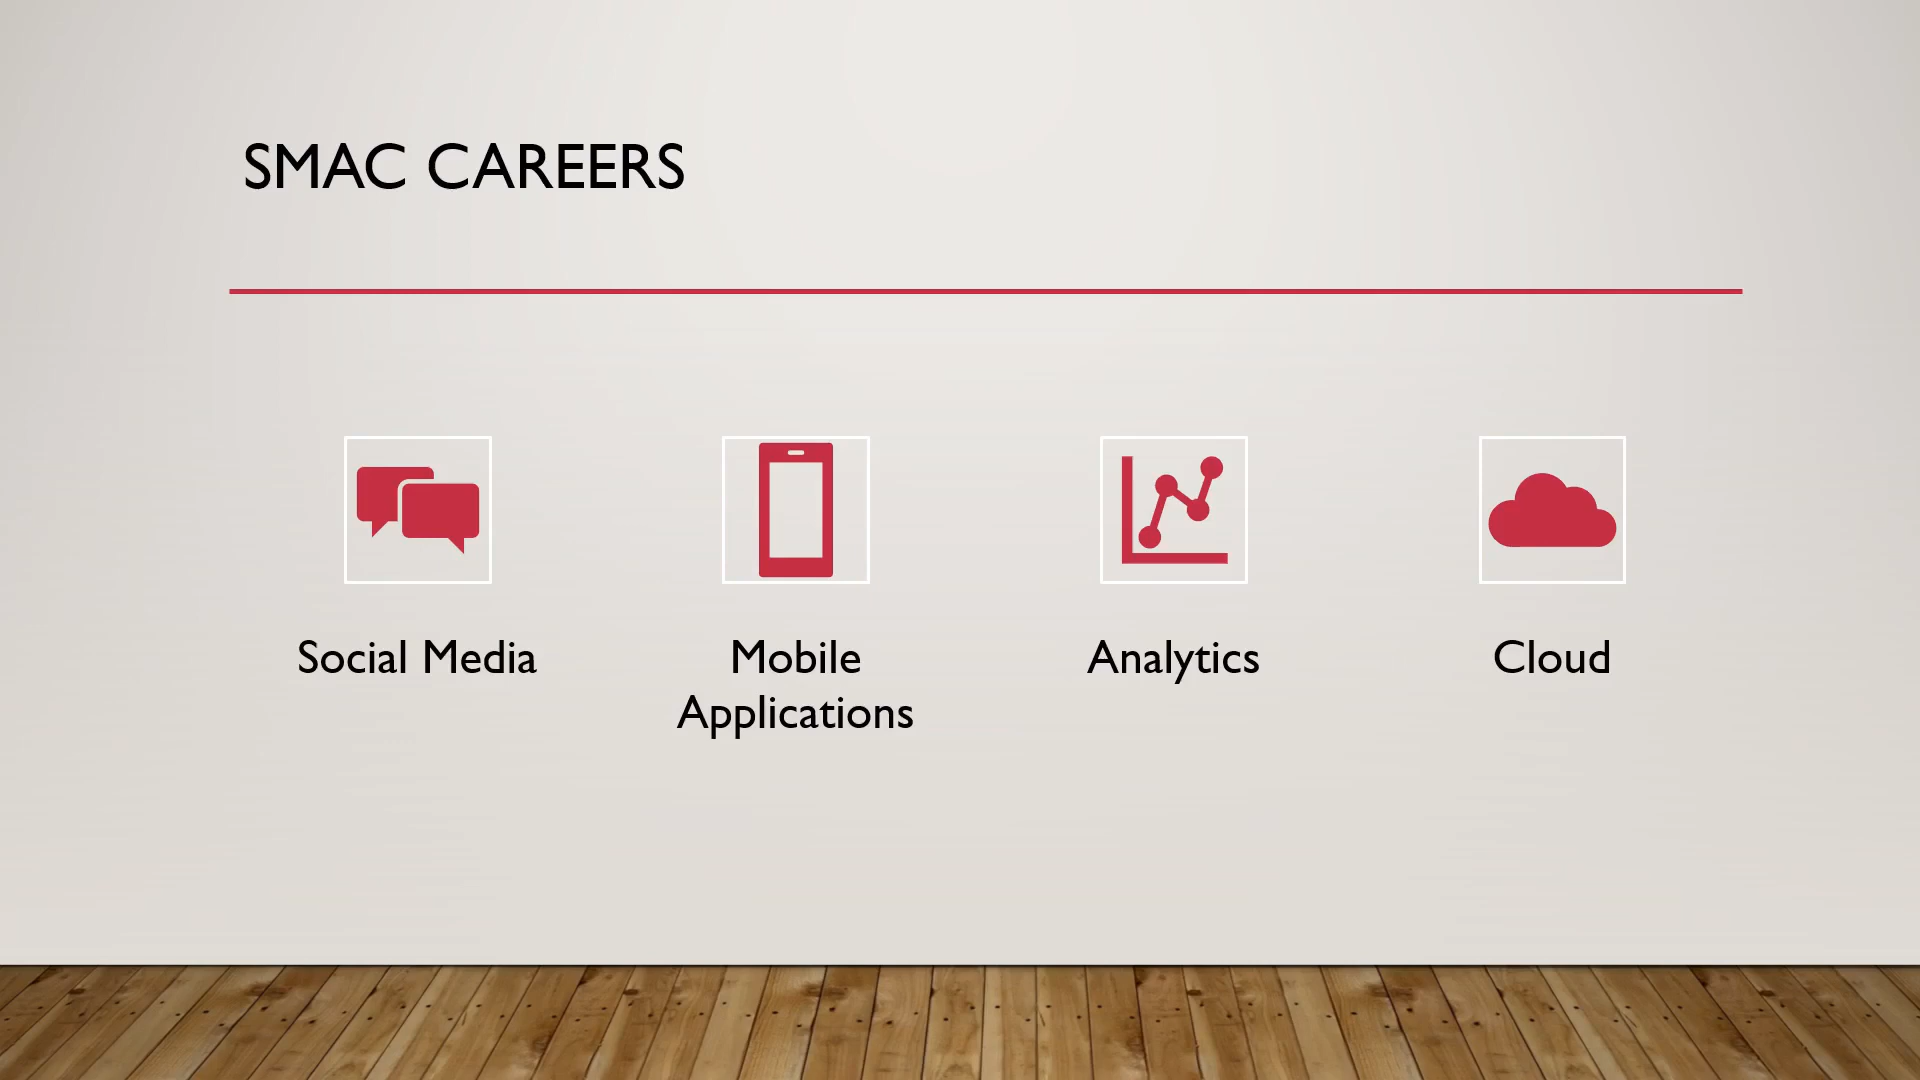 SMAC CAREERS
Social Media
Mobile
Applications
Analytics
Cloud